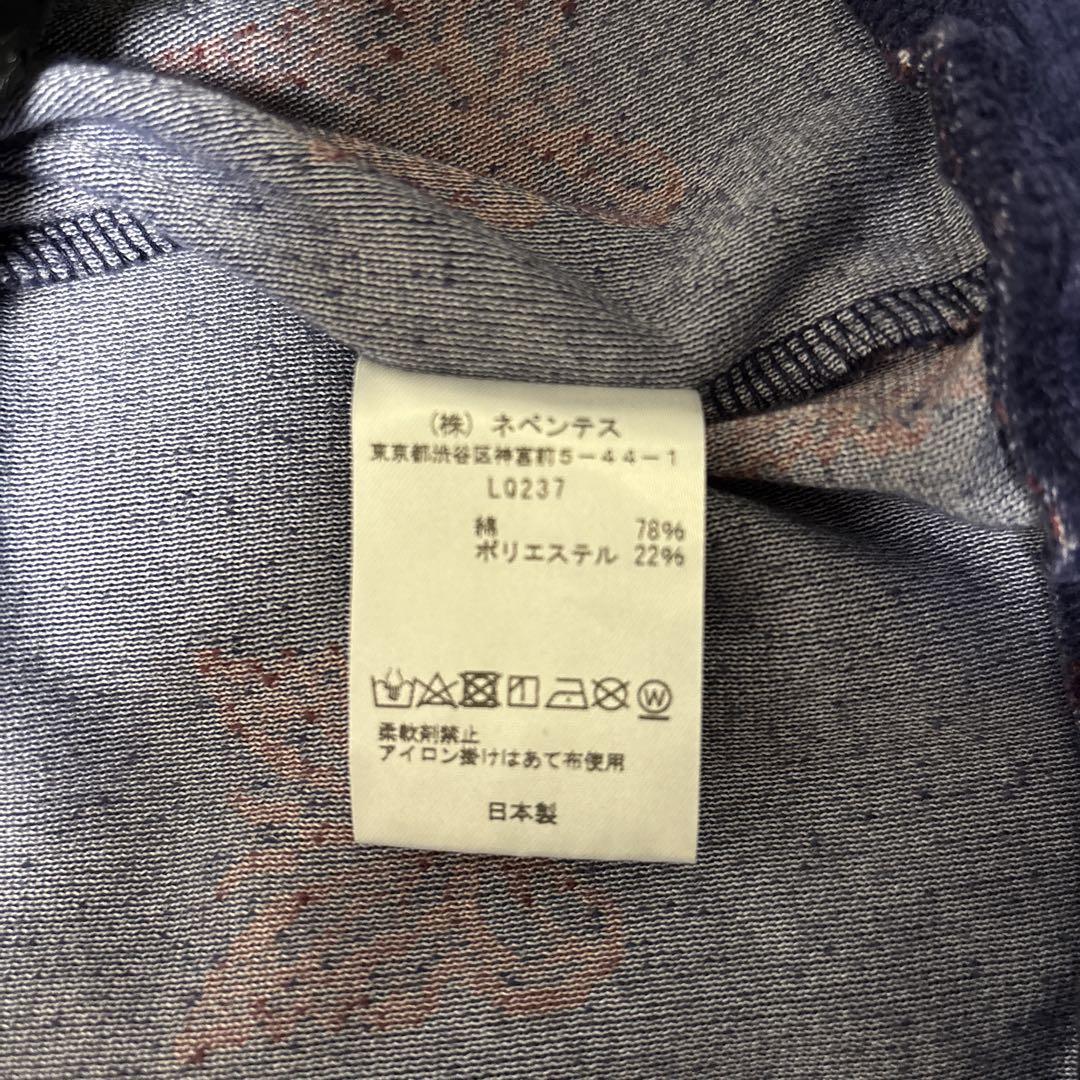 (株) ネペンテス
東京都渋谷区神宮前5-44-1
LQ237
綿 78%
ポリエステル 22%
W
柔軟剤禁止
アイロン掛けはあて布使用
日本製